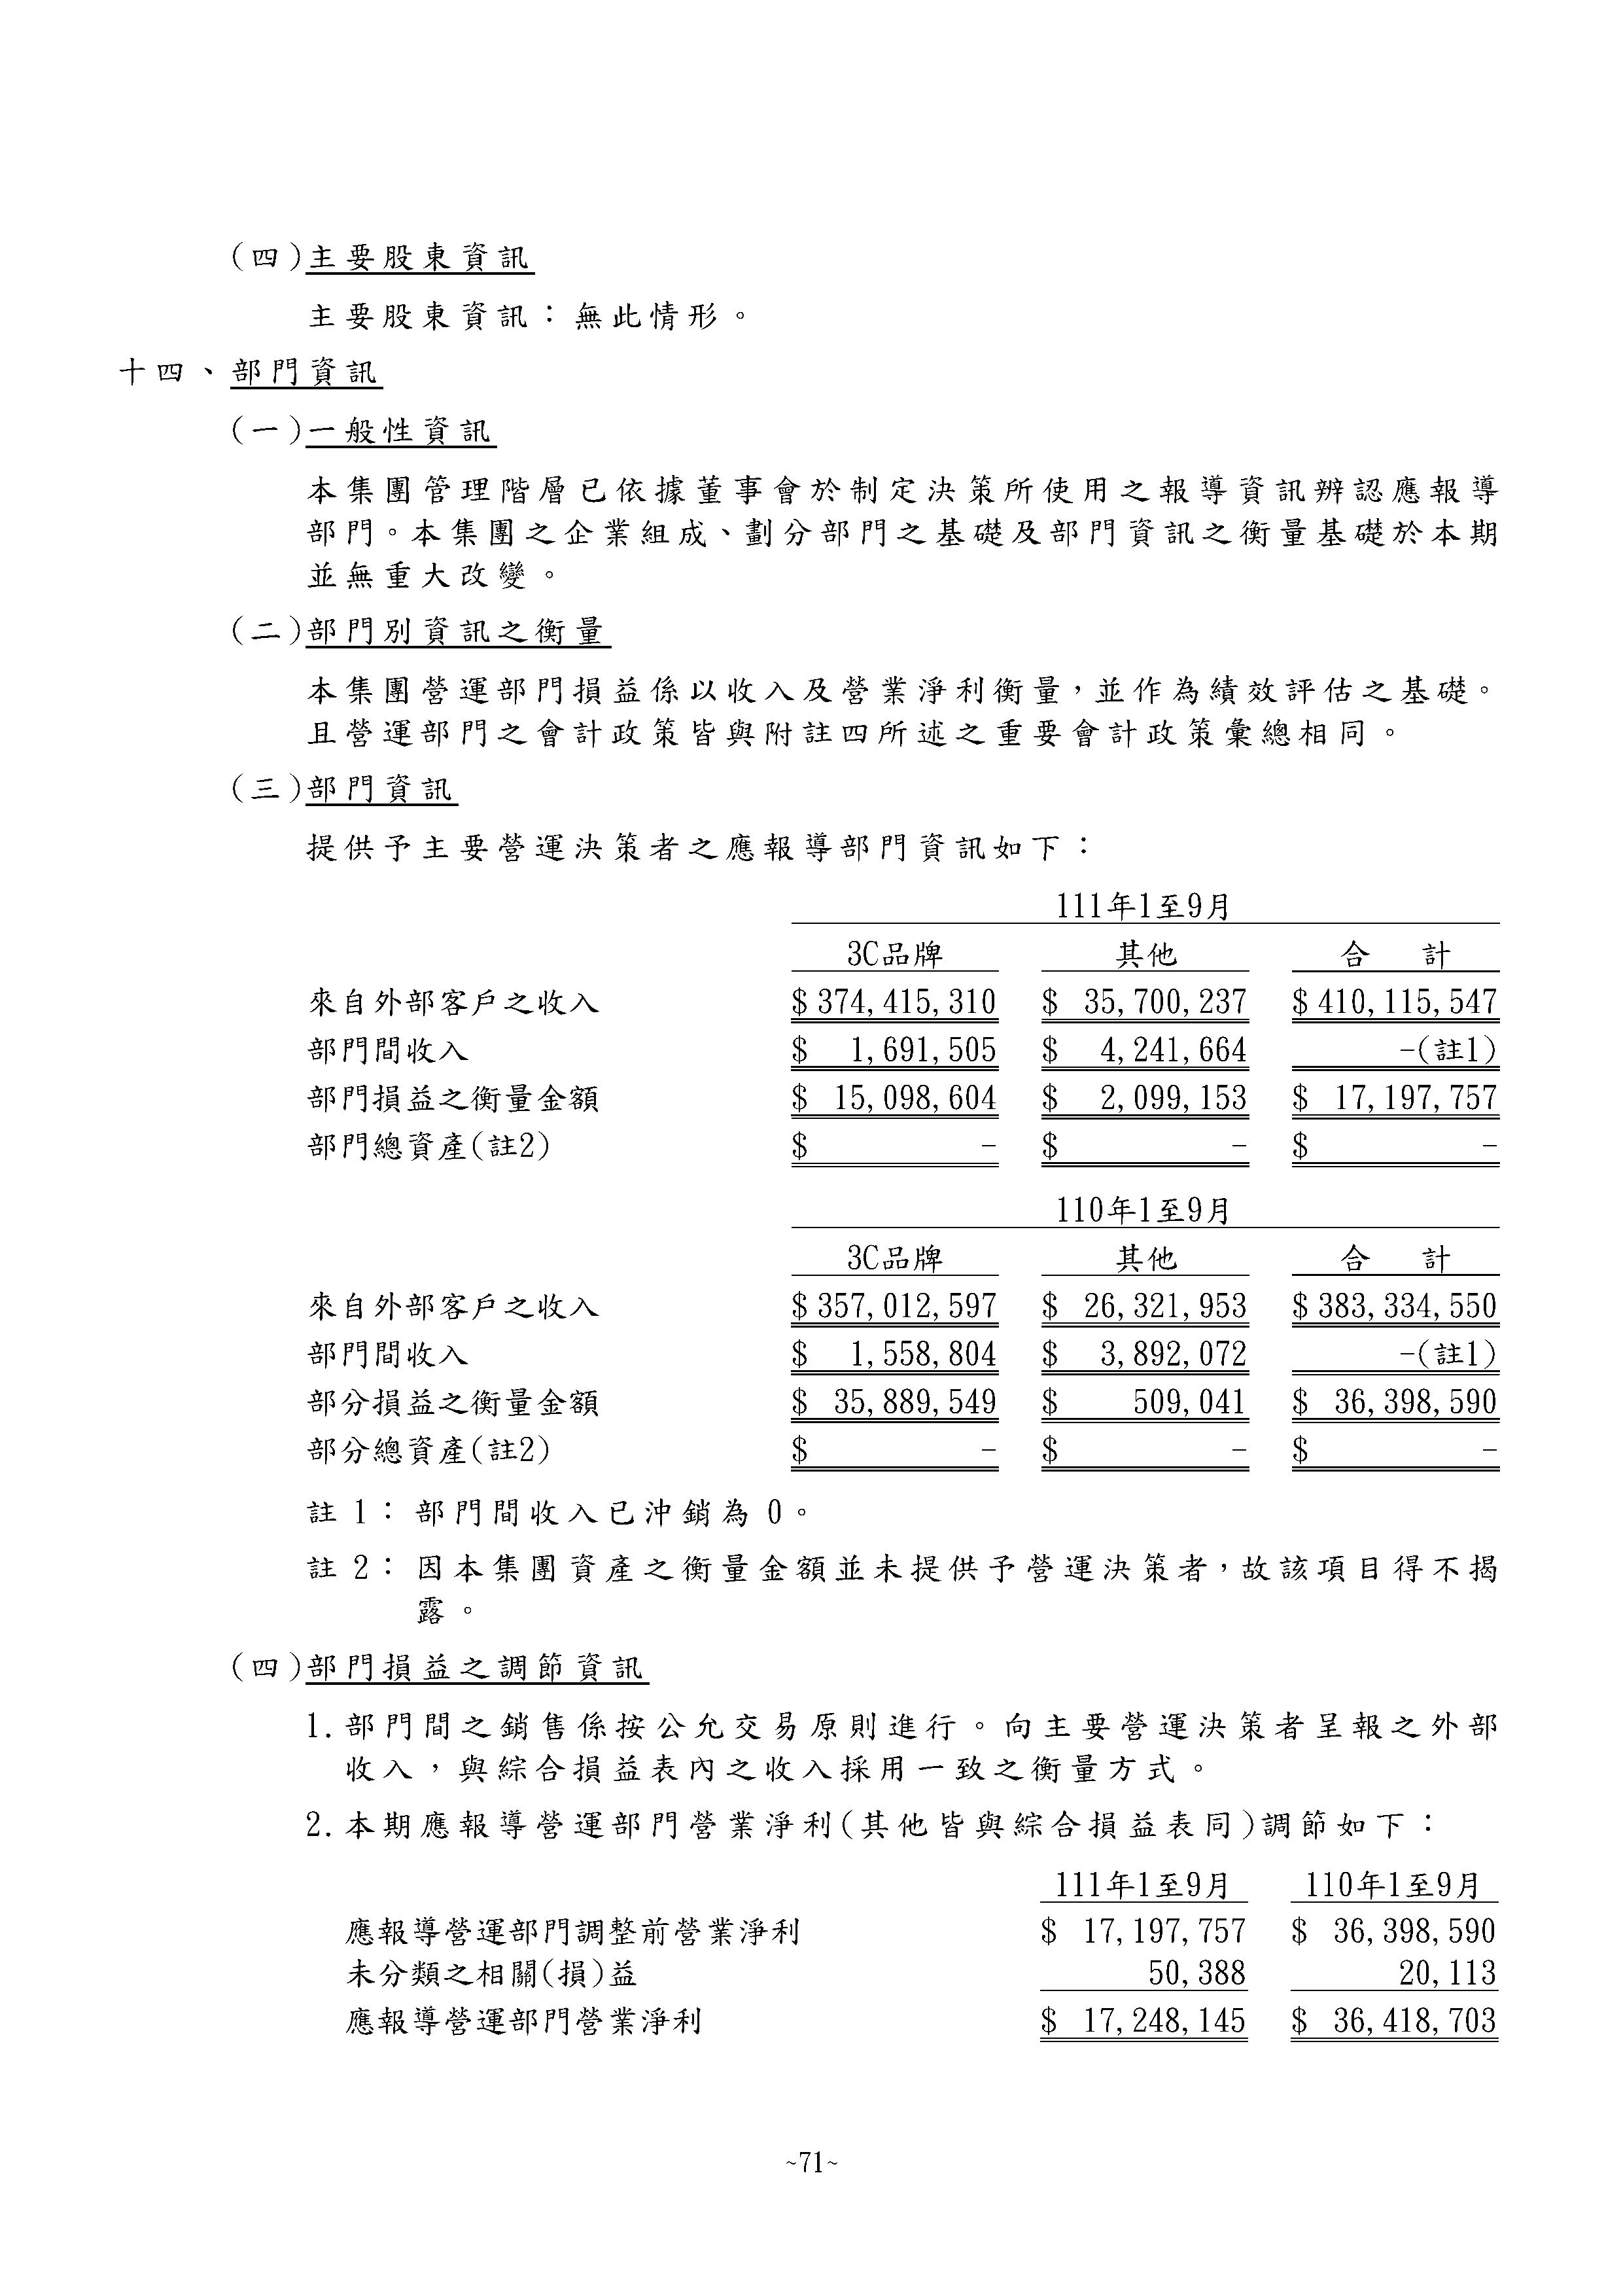 (四)主要股東資訊
主要股東資訊：無此情形。
十四、部門資訊
(一)一般性資訊
本集團管理階層已依據董事會於制定決策所使用之報導資訊辨認應報導
部門。本集團之企業組成、劃分部門之基礎及部門資訊之衡量基礎於本期
並無重大改變。
(二)部門別資訊之衡量
本集團營運部門損益係以收入及營業淨利衡量，並作為績效評估之基礎。
且營運部門之會計政策皆與附註四所述之重要會計政策彙總相同。
(三)部門資訊
提供予主要營運決策者之應報導部門資訊如下：
111年1至9月
3C品牌 其他 合 計
來自外部客戶之收入 $ 374,415,310 $ 35,700,237 $ 410,115,547
部門間收入 $ 1,691,505 $ 4,241,664 -(註1)
部門損益之衡量金額 $ 15,098,604 $ 2,099,153 $ 17,197,757
部門總資產(註2) $ - $ - $ -
110年1至9月
3C品牌 其他 合 計
來自外部客戶之收入 $ 357,012,597 $ 26,321,953 $ 383,334,550
部門間收入 $ 1,558,804 $ 3,892,072 -(註1)
部分損益之衡量金額 $ 35,889,549 $ 509,041 $ 36,398,590
部分總資產(註2) $ - $ - $ -
註 1：部門間收入已沖銷為 0。
註 2：因本集團資產之衡量金額並未提供予營運決策者，故該項目得不揭
露。
(四)部門損益之調節資訊
1.部門間之銷售係按公允交易原則進行。向主要營運決策者呈報之外部
收入，與綜合損益表內之收入採用一致之衡量方式。
2.本期應報導營運部門營業淨利(其他皆與綜合損益表同)調節如下：
111年1至9月 110年1至9月
應報導營運部門調整前營業淨利 $ 17,197,757 $ 36,398,590
未分類之相關(損)益 50,388 20,113
應報導營運部門營業淨利 $ 17,248,145 $ 36,418,703
~71~